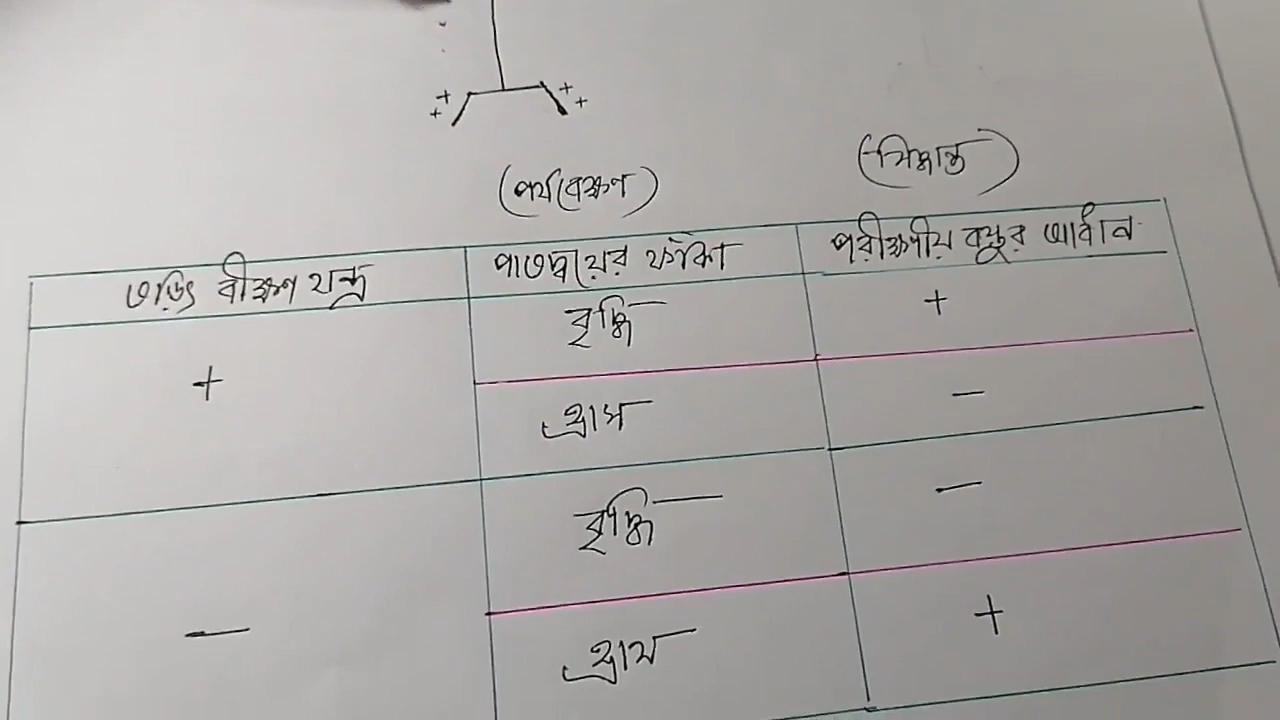 + + + +
(পর্যবেক্ষণ) (সিদ্ধান্ত)
তড়িৎ বীক্ষণ যন্ত্র পাতদ্বয়ের ফাঁকা পরীক্ষণীয় বস্তুর আধান
+ বৃদ্ধি +
হ্রাস −
− বৃদ্ধি −
হ্রাস +